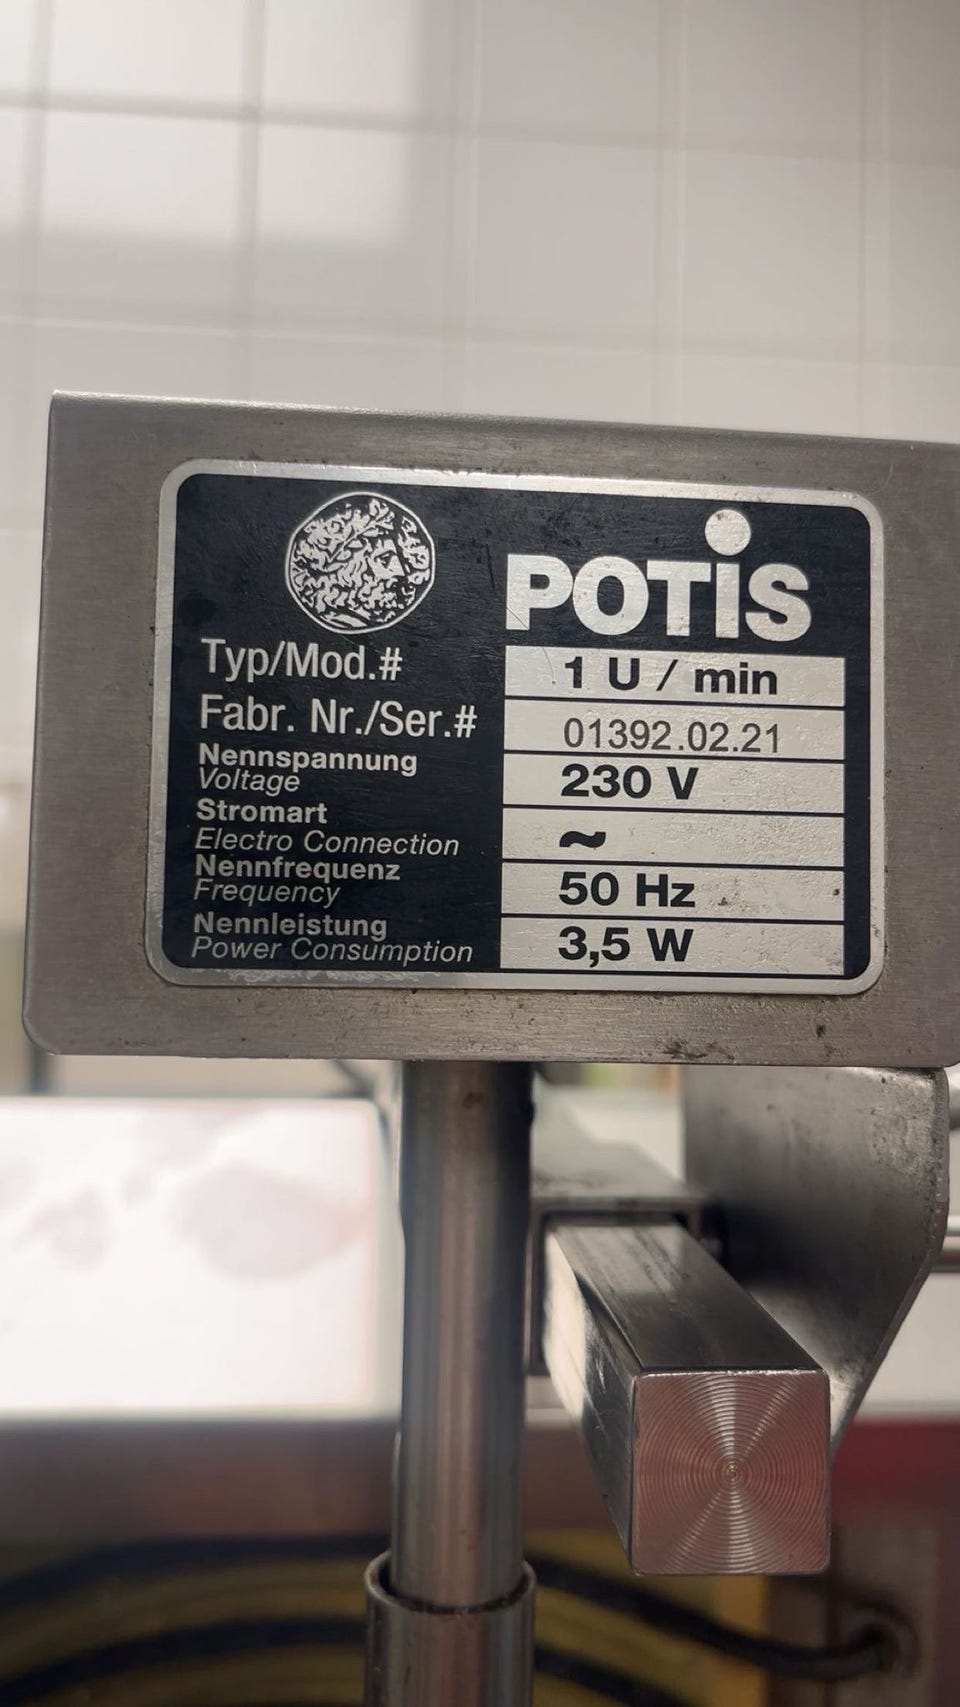 POTIS
Typ/Mod.# 1 U / min
Fabr. Nr./Ser.# 01392.02.21
Nennspannung
Voltage 230 V
Stromart
Electro Connection ~
Nennfrequenz
Frequency 50 Hz
Nennleistung
Power Consumption 3,5 W